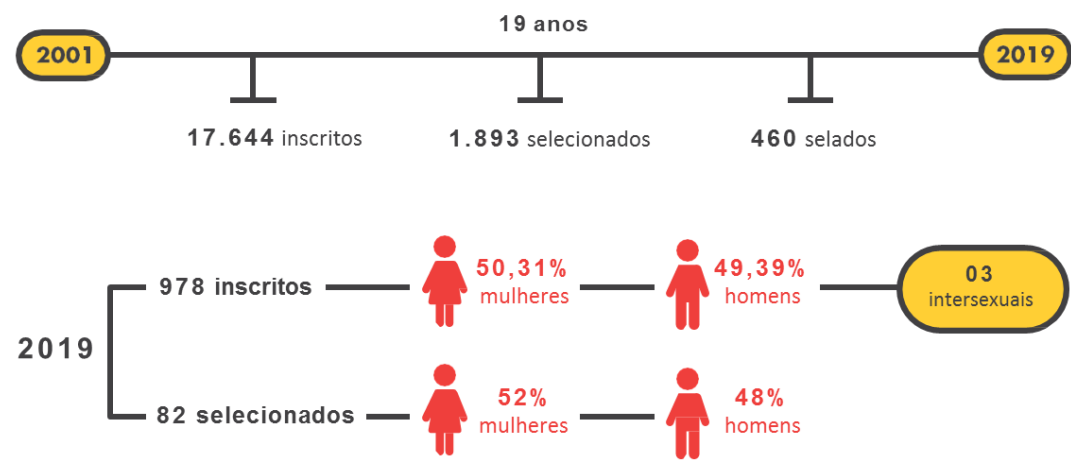 19 anos
2001
2019
17.644 inscritos
1.893 selecionados
460 selados
2019
978 inscritos
50,31%
mulheres
49,39%
homens
03
intersexuais
82 selecionados
52%
mulheres
48%
homens